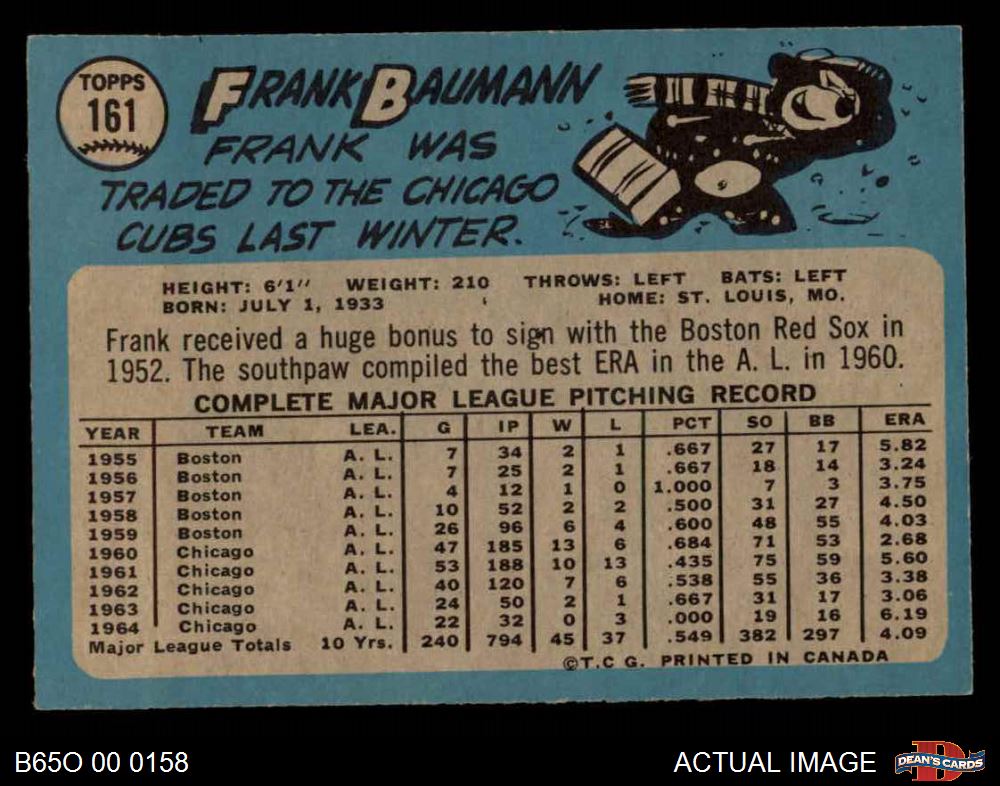 TOPPS
161
FRANK BAUMANN
FRANK WAS
TRADED TO THE CHICAGO
CUBS LAST WINTER.
HEIGHT: 6'1" WEIGHT: 210 THROWS: LEFT BATS: LEFT
BORN: JULY 1, 1933 HOME: ST. LOUIS, MO.
Frank received a huge bonus to sign with the Boston Red Sox in
1952. The southpaw compiled the best ERA in the A. L. in 1960.
COMPLETE MAJOR LEAGUE PITCHING RECORD
YEAR TEAM LEA. G IP W L PCT SO BB ERA
1955 Boston A. L. 7 34 2 1 .667 27 17 5.82
1956 Boston A. L. 7 25 2 1 .667 18 14 3.24
1957 Boston A. L. 4 12 1 0 1.000 7 3 3.75
1958 Boston A. L. 10 52 2 2 .500 31 27 4.50
1959 Boston A. L. 26 96 6 4 .600 48 55 4.03
1960 Chicago A. L. 47 185 13 6 .684 71 53 2.68
1961 Chicago A. L. 53 188 10 13 .435 75 59 5.60
1962 Chicago A. L. 40 120 7 6 .538 55 36 3.38
1963 Chicago A. L. 24 50 2 1 .667 31 17 3.06
1964 Chicago A. L. 22 32 0 3 .000 19 16 6.19
Major League Totals 10 Yrs. 240 794 45 37 .549 382 297 4.09
©T.C G. PRINTED IN CANADA
B65O 00 0158
ACTUAL IMAGE
D
DEAN'S CARDS